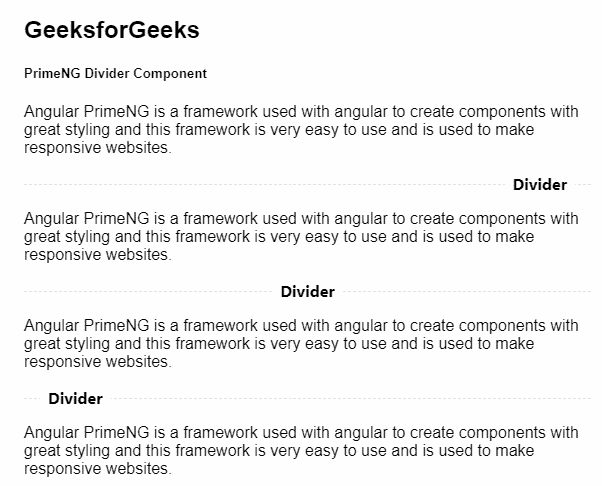 GeeksforGeeks
PrimeNG Divider Component
Angular PrimeNG is a framework used with angular to create components with
great styling and this framework is very easy to use and is used to make
responsive websites.
Divider
Angular PrimeNG is a framework used with angular to create components with
great styling and this framework is very easy to use and is used to make
responsive websites.
Divider
Angular PrimeNG is a framework used with angular to create components with
great styling and this framework is very easy to use and is used to make
responsive websites.
Divider
Angular PrimeNG is a framework used with angular to create components with
great styling and this framework is very easy to use and is used to make
responsive websites.